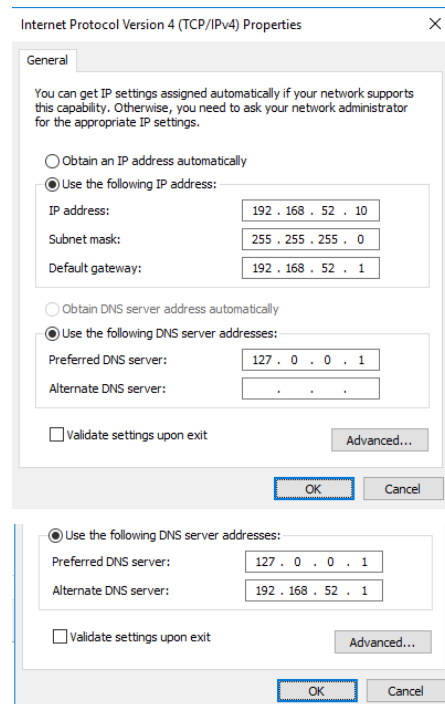 Internet Protocol Version 4 (TCP/IPv4) Properties
General
You can get IP settings assigned automatically if your network supports
this capability. Otherwise, you need to ask your network administrator
for the appropriate IP settings.
Obtain an IP address automatically
Use the following IP address:
IP address: 192 . 168 . 52 . 10
Subnet mask: 255 . 255 . 255 . 0
Default gateway: 192 . 168 . 52 . 1
Obtain DNS server address automatically
Use the following DNS server addresses:
Preferred DNS server: 127 . 0 . 0 . 1
Alternate DNS server: . . .
Validate settings upon exit
Advanced...
OK Cancel
Use the following DNS server addresses:
Preferred DNS server: 127 . 0 . 0 . 1
Alternate DNS server: 192 . 168 . 52 . 1
Validate settings upon exit
Advanced...
OK Cancel